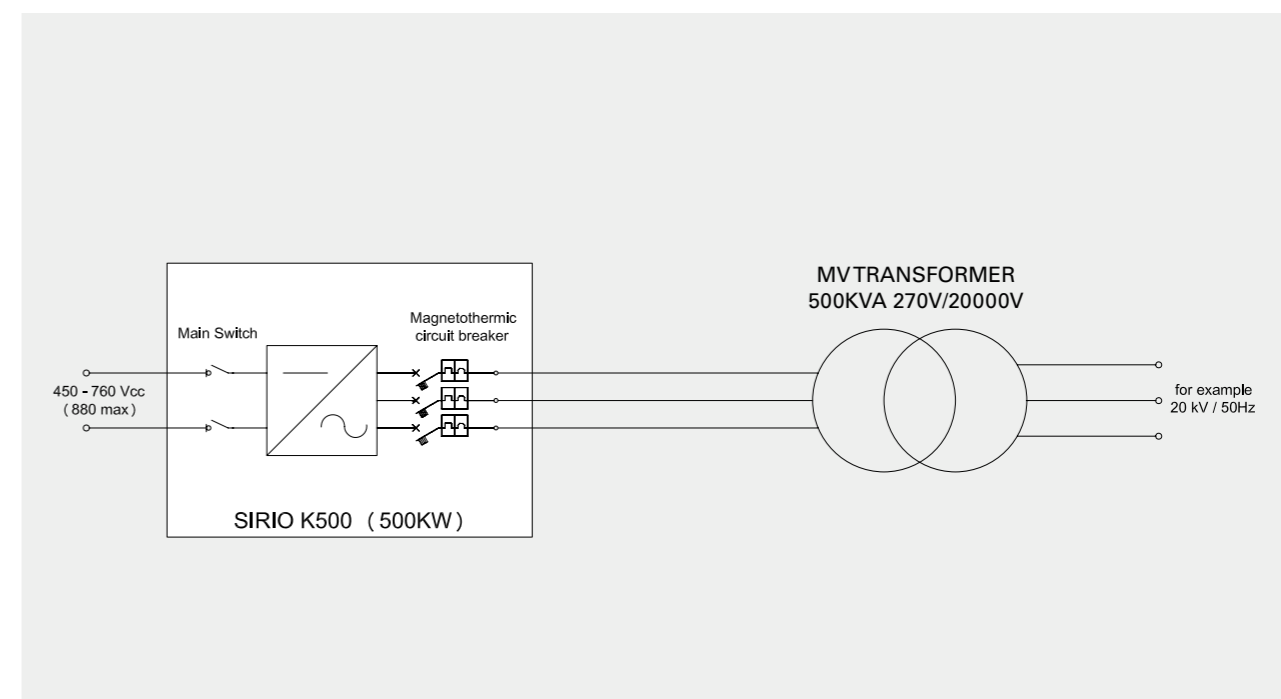 MV TRANSFORMER
500KVA 270V/20000V
Magnetothermic
circuit breaker
Main Switch
450 - 760 Vcc
( 880 max )
for example
20 kV / 50Hz
SIRIO K500 ( 500KW )